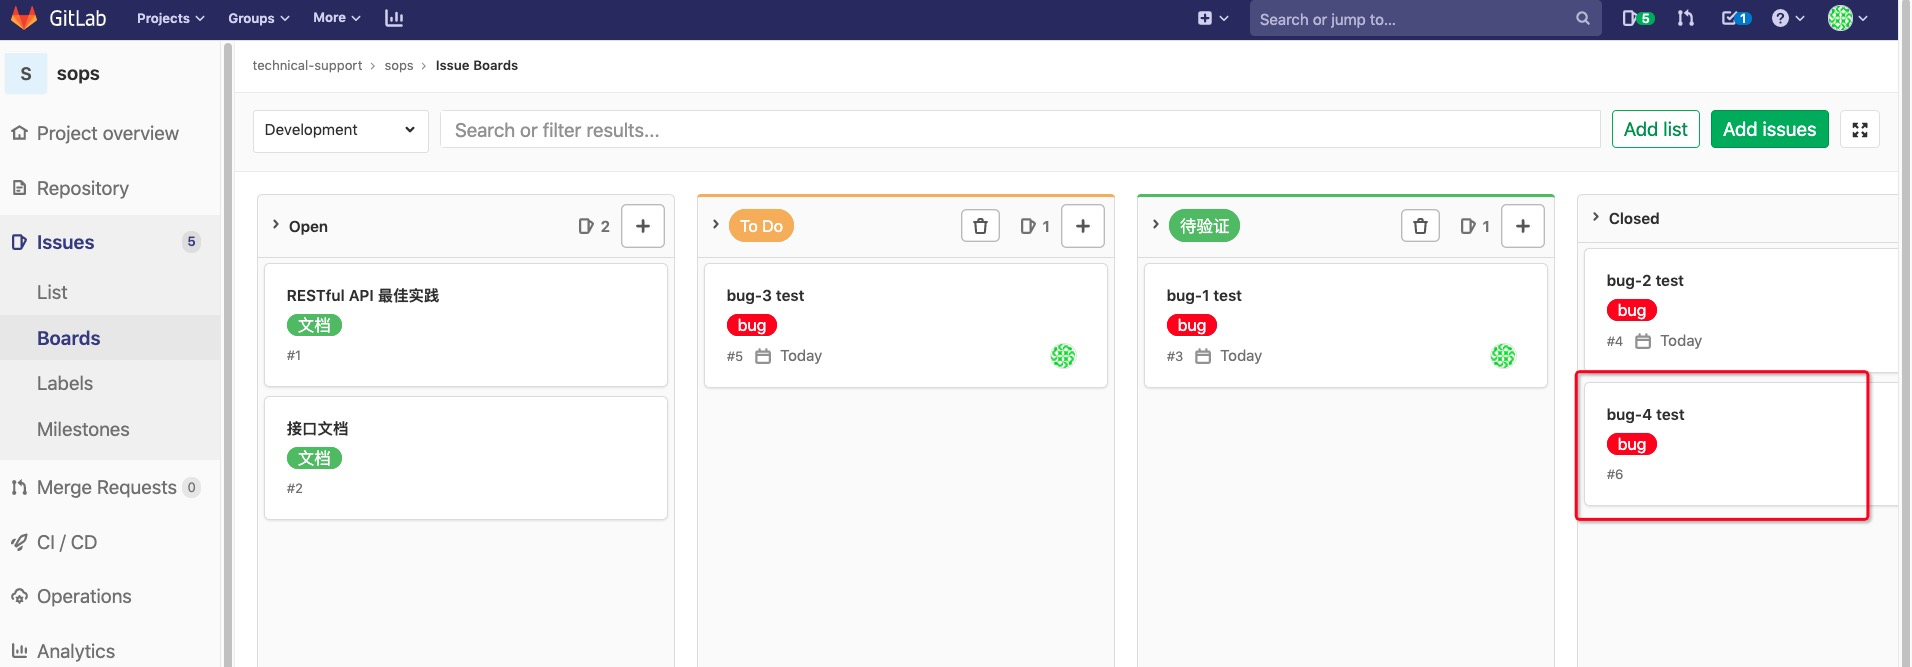 GitLab Projects Groups More Search or jump to... 5 1
S sops
Project overview
Repository
Issues 5
List
Boards
Labels
Milestones
Merge Requests 0
CI / CD
Operations
Analytics
technical-support > sops > Issue Boards
Development Search or filter results... Add list Add issues
Open 2
RESTful API 最佳实践
文档
#1
接口文档
文档
#2
To Do 1
bug-3 test
bug
#5 Today
待验证 1
bug-1 test
bug
#3 Today
Closed
bug-2 test
bug
#4 Today
bug-4 test
bug
#6